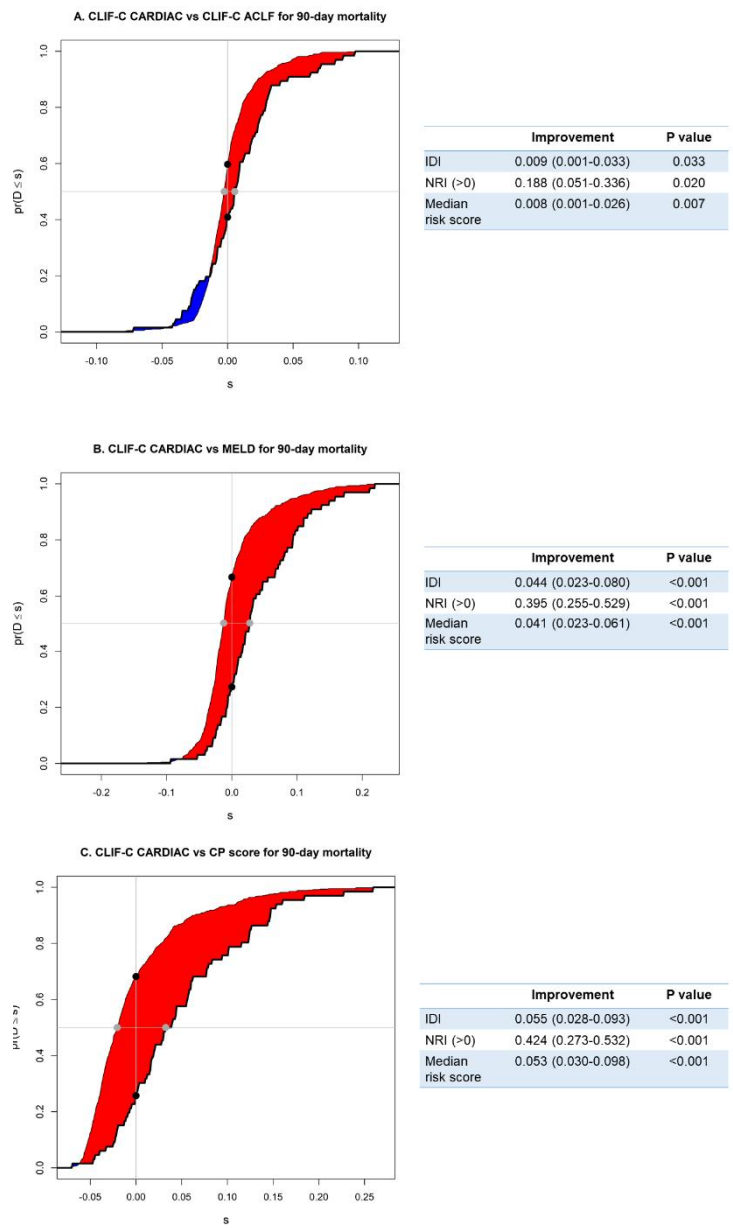 A. CLIF-C CARDIAC vs CLIF-C ACLF for 90-day mortality
1.0
0.8
0.6
0.4
0.2
0.0
pr(D ≤ s)
-0.10 -0.05 0.00 0.05 0.10
s
Improvement P value
IDI 0.009 (0.001-0.033) 0.033
NRI (>0) 0.188 (0.051-0.336) 0.020
Median 0.008 (0.001-0.026) 0.007
risk score
B. CLIF-C CARDIAC vs MELD for 90-day mortality
1.0
0.8
0.6
0.4
0.2
0.0
pr(D ≤ s)
-0.2 -0.1 0.0 0.1 0.2
s
Improvement P value
IDI 0.044 (0.023-0.080) <0.001
NRI (>0) 0.395 (0.255-0.529) <0.001
Median 0.041 (0.023-0.061) <0.001
risk score
C. CLIF-C CARDIAC vs CP score for 90-day mortality
1.0
0.8
0.6
0.4
0.2
0.0
-0.05 0.00 0.05 0.10 0.15 0.20 0.25
s
Improvement P value
IDI 0.055 (0.028-0.093) <0.001
NRI (>0) 0.424 (0.273-0.532) <0.001
Median 0.053 (0.030-0.098) <0.001
risk score